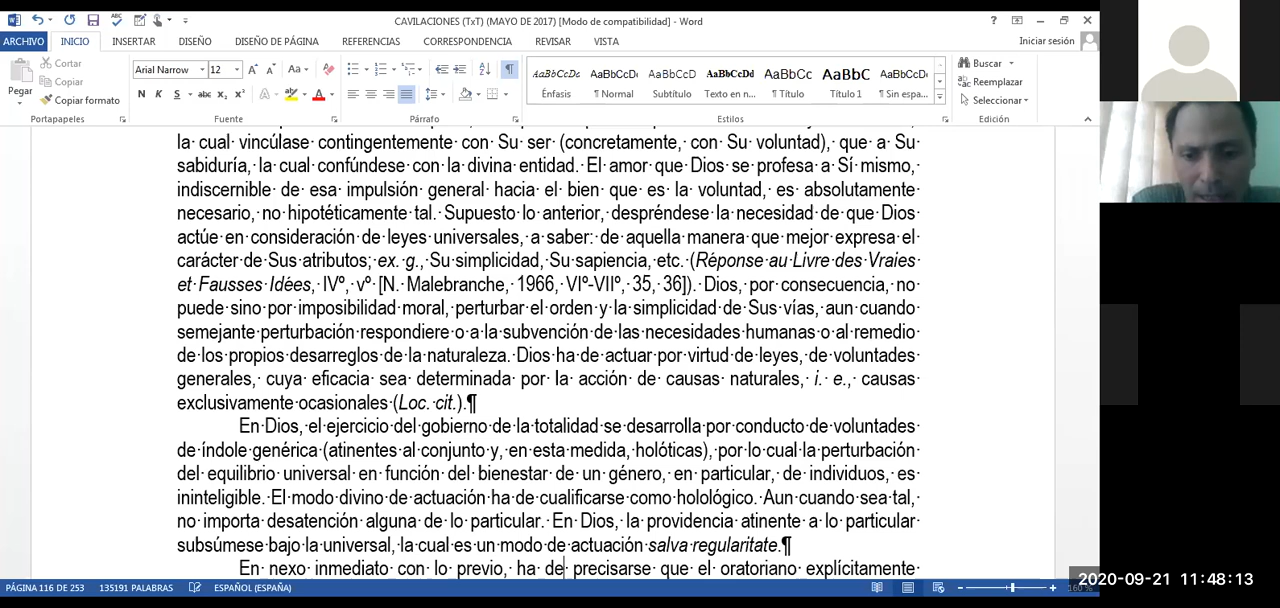 CAVILACIONES (TxT) (MAYO DE 2017) [Modo de compatibilidad] - Word
ARCHIVO INICIO INSERTAR DISEÑO DISEÑO DE PÁGINA REFERENCIAS CORRESPONDENCIA REVISAR VISTA Iniciar sesión
Pegar
Cortar
Copiar
Copiar formato
Portapapeles
Arial Narrow 12
Fuente
Párrafo
AaBbCcDc AaBbCcDc AaBbCcD AaBbCcDd AaBbCc AaBbC AaBbCcDc
Énfasis ¶ Normal Subtítulo Texto en n... ¶ Título Título 1 ¶ Sin espa...
Estilos
Buscar
Reemplazar
Seleccionar
Edición
la cual vincúlase contingentemente con Su ser (concretamente, con Su voluntad), que a Su
sabiduría, la cual confúndese con la divina entidad. El amor que Dios se profesa a Sí mismo,
indiscernible de esa impulsión general hacia el bien que es la voluntad, es absolutamente
necesario, no hipotéticamente tal. Supuesto lo anterior, despréndese la necesidad de que Dios
actúe en consideración de leyes universales, a saber: de aquella manera que mejor expresa el
carácter de Sus atributos; ex. g., Su simplicidad, Su sapiencia, etc. (Réponse au Livre des Vraies
et Fausses Idées, IVº, vº [N. Malebranche, 1966, VIº-VIIº, 35, 36]). Dios, por consecuencia, no
puede sino por imposibilidad moral, perturbar el orden y la simplicidad de Sus vías, aun cuando
semejante perturbación respondiere o a la subvención de las necesidades humanas o al remedio
de los propios desarreglos de la naturaleza. Dios ha de actuar por virtud de leyes, de voluntades
generales, cuya eficacia sea determinada por la acción de causas naturales, i. e., causas
exclusivamente ocasionales (Loc. cit.).¶
En Dios, el ejercicio del gobierno de la totalidad se desarrolla por conducto de voluntades
de índole genérica (atinentes al conjunto y, en esta medida, holóticas), por lo cual la perturbación
del equilibrio universal en función del bienestar de un género, en particular, de individuos, es
ininteligible. El modo divino de actuación ha de cualificarse como holológico. Aun cuando sea tal,
no importa desatención alguna de lo particular. En Dios, la providencia atinente a lo particular
subsúmese bajo la universal, la cual es un modo de actuación salva regularitate.¶
En nexo inmediato con lo previo, ha de precisarse que el oratoriano explícitamente
PÁGINA 116 DE 253 135191 PALABRAS ESPAÑOL (ESPAÑA) 160 %
2020-09-21 11:48:13